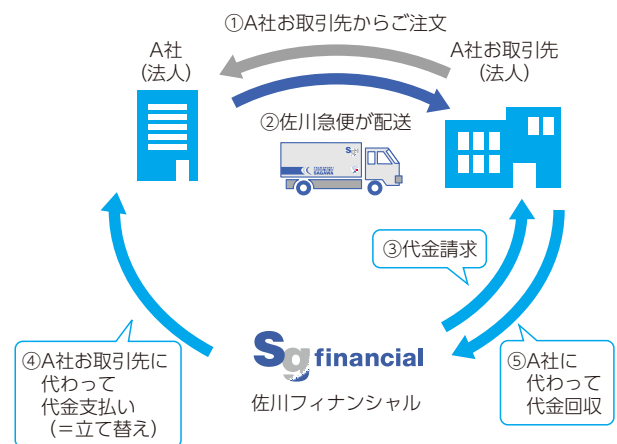 ①A社お取引先からご注文
A社
（法人）
A社お取引先
（法人）
②佐川急便が配送
Sg
SAGAWA
③代金請求
④A社お取引先に
代わって
代金支払い
（＝立て替え）
Sg financial
佐川フィナンシャル
⑤A社に
代わって
代金回収